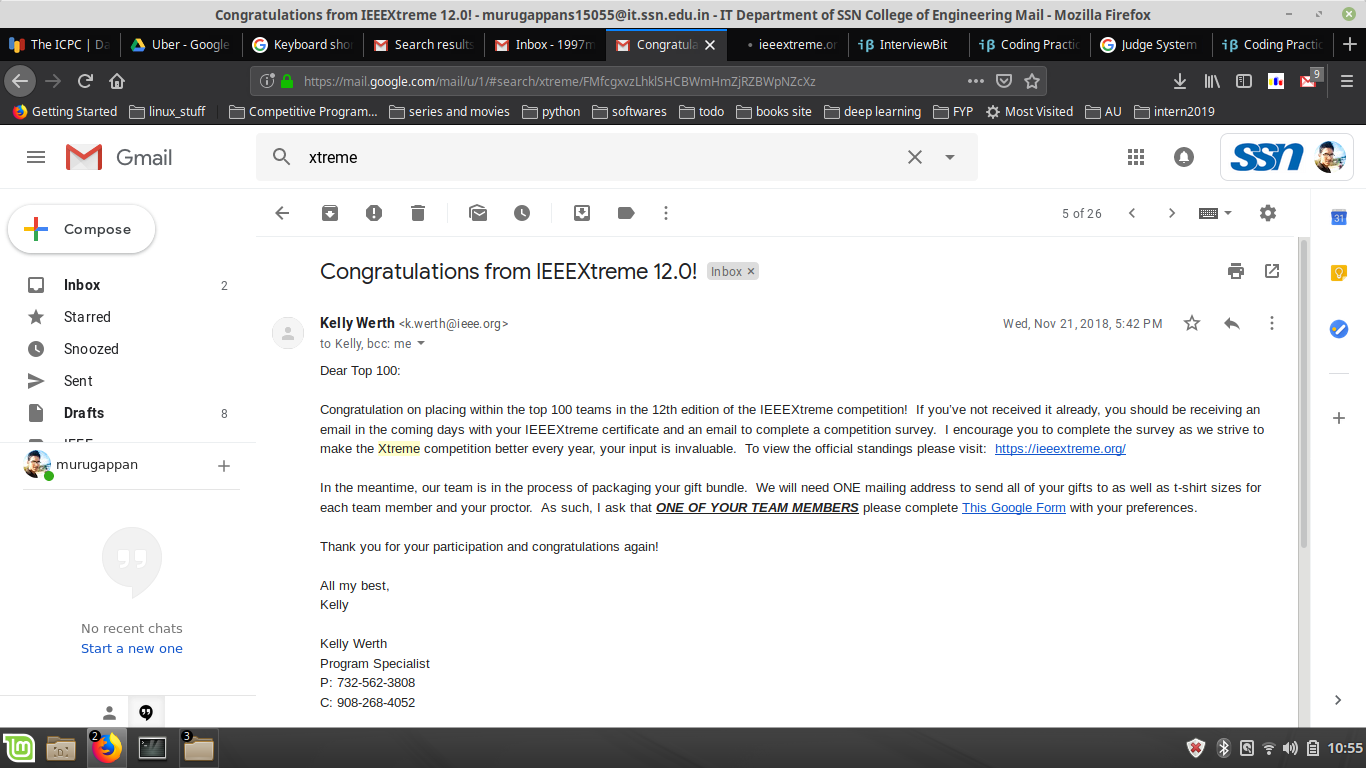 Congratulations from IEEEXtreme 12.0! - murugappans15055@it.ssn.edu.in - IT Department of SSN College of Engineering Mail - Mozilla Firefox
The ICPC | Da
Uber - Google
Keyboard sho
Search results
Inbox - 1997m
Congratula
ieeextreme.or
InterviewBit
Coding Practic
Judge System
Coding Practic
https://mail.google.com/mail/u/1/#search/xtreme/FMfcgxvzLhklSHCBWmHmZjRZBWpNZcXz
9
Getting Started linux_stuff Competitive Program... series and movies python softwares todo books site deep learning FYP Most Visited AU intern2019
Gmail
xtreme
ssn
Compose
5 of 26
31
Inbox 2
Starred
Snoozed
Sent
Drafts 8
murugappan
No recent chats
Start a new one
Congratulations from IEEEXtreme 12.0! Inbox
Kelly Werth <k.werth@ieee.org>
Wed, Nov 21, 2018, 5:42 PM
to Kelly, bcc: me
Dear Top 100:
Congratulation on placing within the top 100 teams in the 12th edition of the IEEEXtreme competition! If you've not received it already, you should be receiving an
email in the coming days with your IEEEXtreme certificate and an email to complete a competition survey. I encourage you to complete the survey as we strive to
make the Xtreme competition better every year, your input is invaluable. To view the official standings please visit: https://ieeextreme.org/
In the meantime, our team is in the process of packaging your gift bundle. We will need ONE mailing address to send all of your gifts to as well as t-shirt sizes for
each team member and your proctor. As such, I ask that ONE OF YOUR TEAM MEMBERS please complete This Google Form with your preferences.
Thank you for your participation and congratulations again!
All my best,
Kelly
Kelly Werth
Program Specialist
P: 732-562-3808
C: 908-268-4052
2
3
10:55